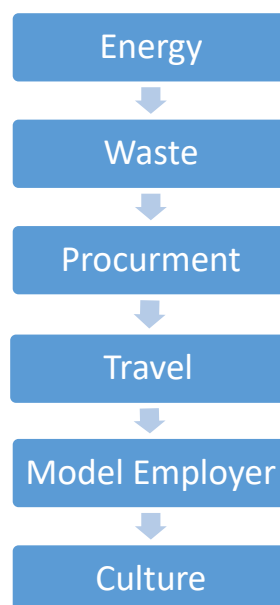 Energy
Waste
Procurment
Travel
Model Employer
Culture